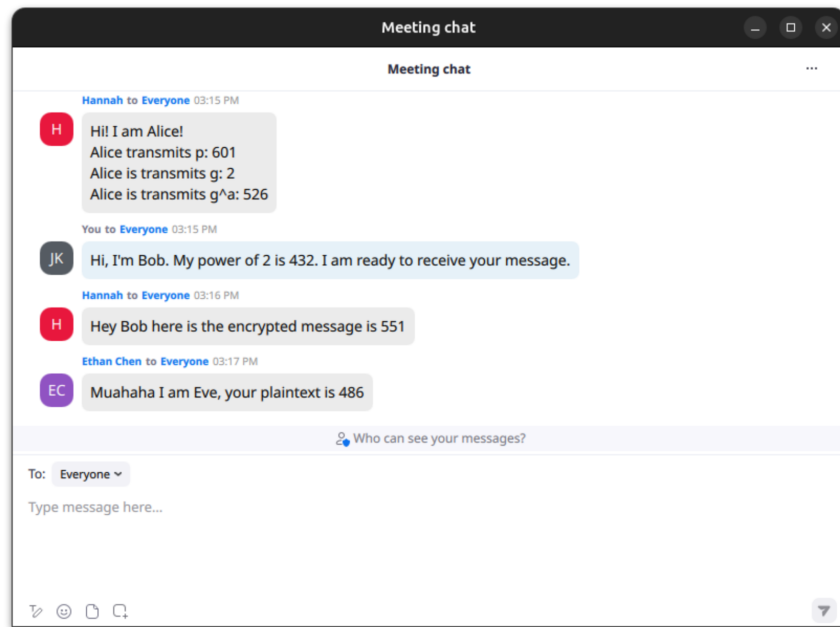 Meeting chat
Meeting chat
Hannah to Everyone 03:15 PM
H
Hi! I am Alice!
Alice transmits p: 601
Alice is transmits g: 2
Alice is transmits g^a: 526
You to Everyone 03:15 PM
JK
Hi, I'm Bob. My power of 2 is 432. I am ready to receive your message.
Hannah to Everyone 03:16 PM
H
Hey Bob here is the encrypted message is 551
Ethan Chen to Everyone 03:17 PM
EC
Muahaha I am Eve, your plaintext is 486
Who can see your messages?
To: Everyone
Type message here...